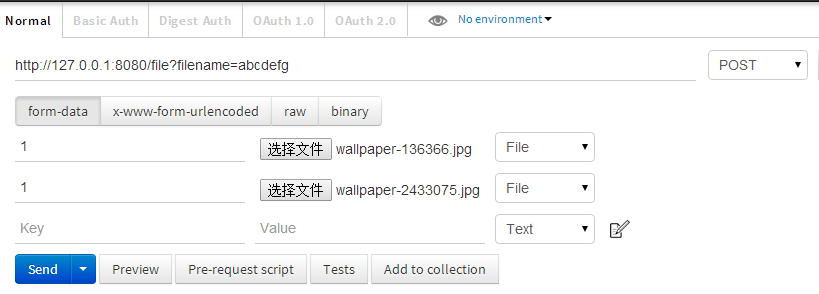 Normal Basic Auth Digest Auth OAuth 1.0 OAuth 2.0 No environment
http://127.0.0.1:8080/file?filename=abcdefg POST
form-data x-www-form-urlencoded raw binary
1 选择文件 wallpaper-136366.jpg File
1 选择文件 wallpaper-2433075.jpg File
Key Value Text
Send Preview Pre-request script Tests Add to collection